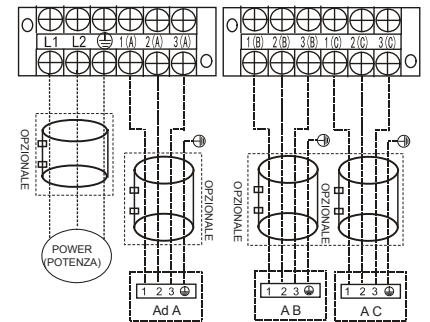 L1 L2 1(A) 2(A) 3(A)
1(B) 2(B) 3(B) 1(C) 2(C) 3(C)
OPZIONALE
OPZIONALE
OPZIONALE
OPZIONALE
POWER
(POTENZA)
1 2 3
Ad A
1 2 3
A B
1 2 3
A C